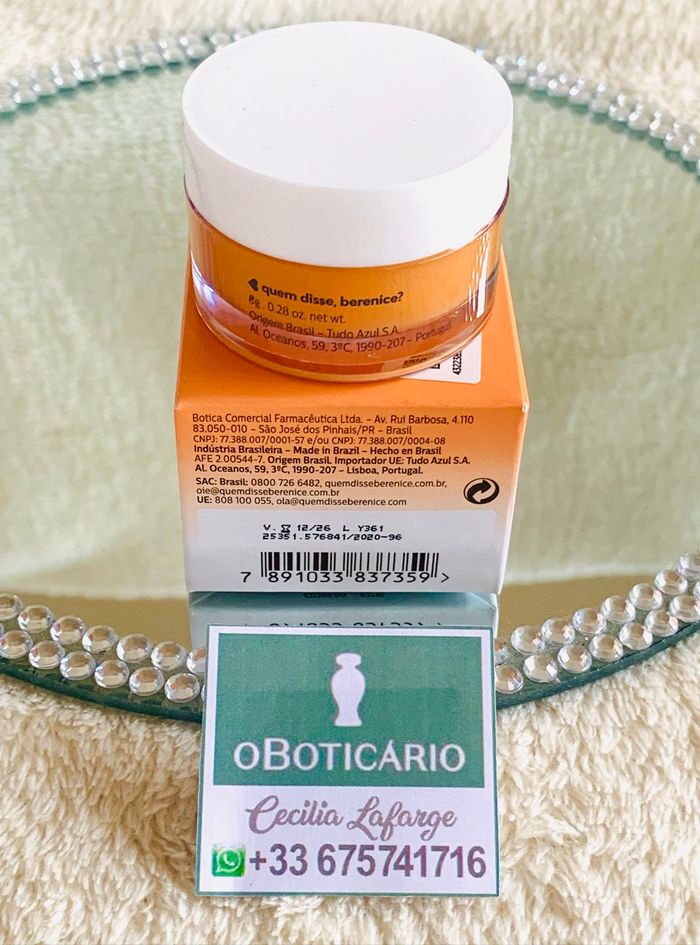 quem disse, berenice?
8g . 0.28 oz. net wt.
Origem Brasil – Tudo Azul S.A.
Al. Oceanos, 59, 3ºC, 1990-207 – Portugal
Botica Comercial Farmacêutica Ltda. – Av. Rui Barbosa, 4.110
83.050-010 – São José dos Pinhais/PR – Brasil
CNPJ: 77.388.007/0001-57 e/ou CNPJ: 77.388.007/0004-08
Indústria Brasileira – Made in Brazil – Hecho en Brasil
AFE 2.00544-7. Origem Brasil. Importador UE: Tudo Azul S.A.
Al. Oceanos, 59, 3ºC, 1990-207 – Lisboa, Portugal.
SAC: Brasil: 0800 726 6482, quemdisseberenice.com.br,
oie@quemdisseberenice.com.br
UE: 808 100 055, ola@quemdisseberenice.com
V. 12/26 L Y361
25351.576841/2020-96
7 891033 837359 >
oBOTICÁRIO
Cecilia Lafarge
+33 675741716